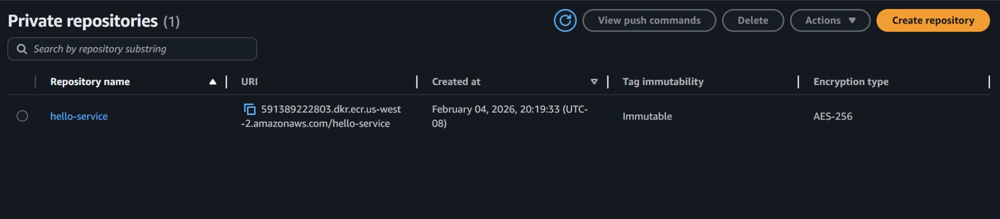 Private repositories (1)
View push commands
Delete
Actions
Create repository
Search by repository substring
Repository name
URI
Created at
Tag immutability
Encryption type
hello-service
591389222803.dkr.ecr.us-west
-2.amazonaws.com/hello-service
February 04, 2026, 20:19:33 (UTC-
08)
Immutable
AES-256